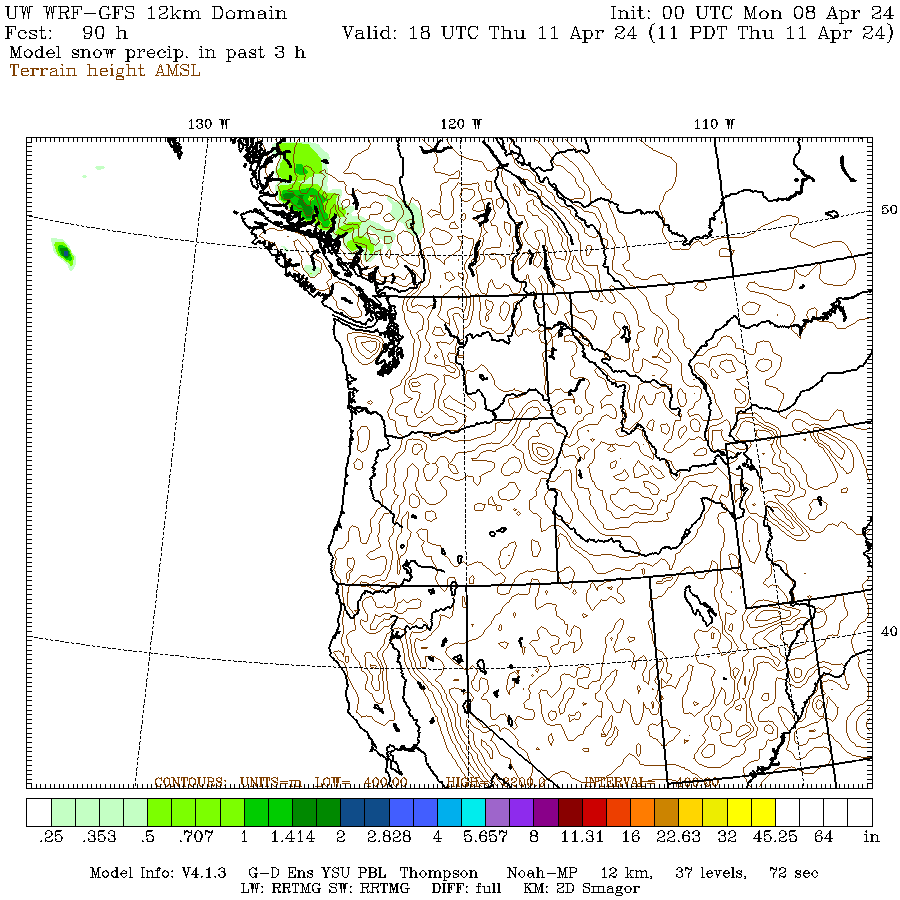 UW WRF-GFS 12km Domain Init: 00 UTC Mon 08 Apr 24
Fcst: 90 h Valid: 18 UTC Thu 11 Apr 24 (11 PDT Thu 11 Apr 24)
Model snow precip. in past 3 h
Terrain height AMSL
130 W 120 W 110 W
50
40
CONTOURS: UNITS=m LOW= 400.00 HIGH= 3200.0 INTERVAL= 400.00
.25 .353 .5 .707 1 1.414 2 2.828 4 5.657 8 11.31 16 22.63 32 45.25 64 in
Model Info: V4.1.3 G-D Ens YSU PBL Thompson Noah-MP 12 km, 37 levels, 72 sec
LW: RRTMG SW: RRTMG DIFF: full KM: 2D Smagor